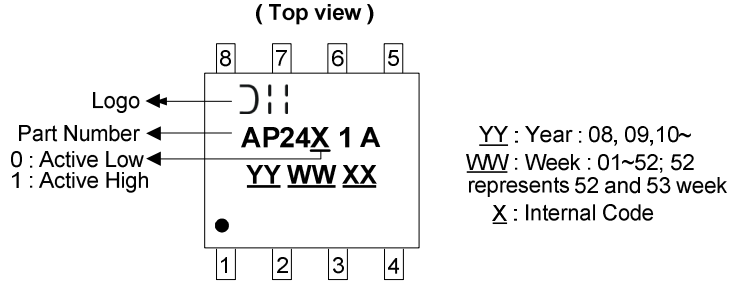 ( Top view )
8 7 6 5
Logo
Part Number
AP24X 1 A
0 : Active Low
1 : Active High
YY WW XX
YY : Year : 08, 09,10~
WW : Week : 01~52; 52
represents 52 and 53 week
X : Internal Code
1 2 3 4